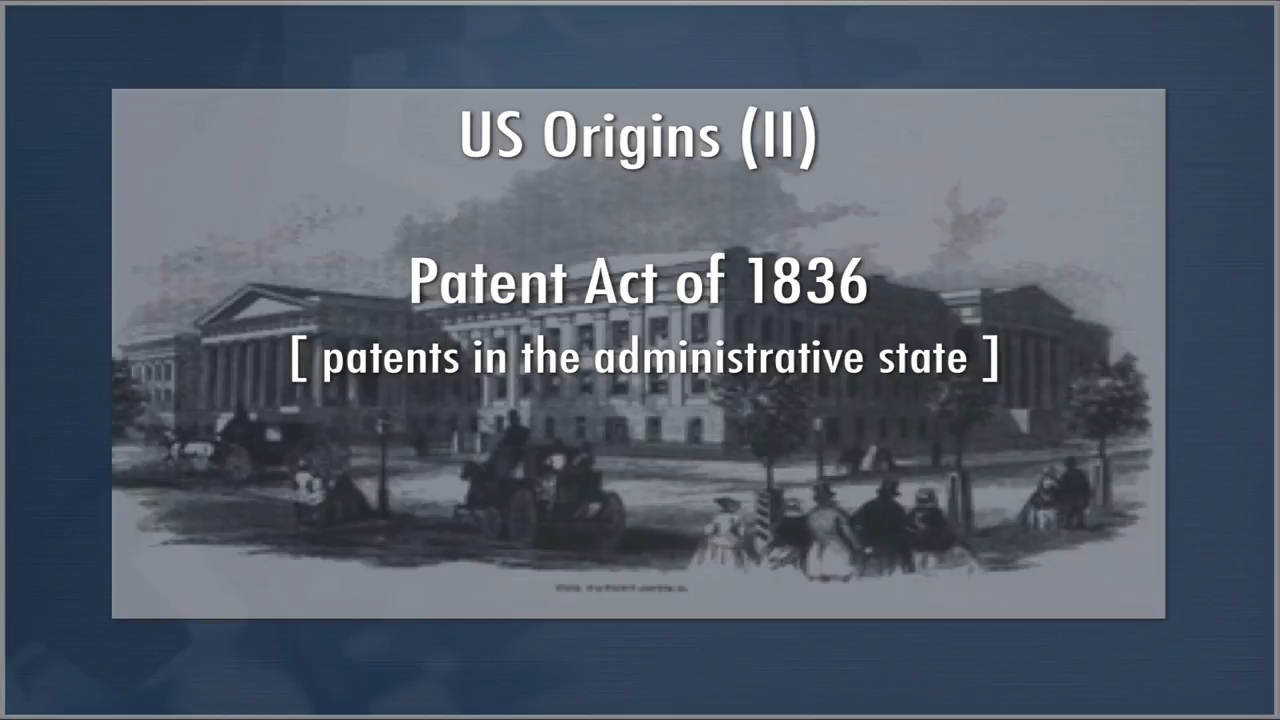 US Origins (II)
Patent Act of 1836
[ patents in the administrative state ]